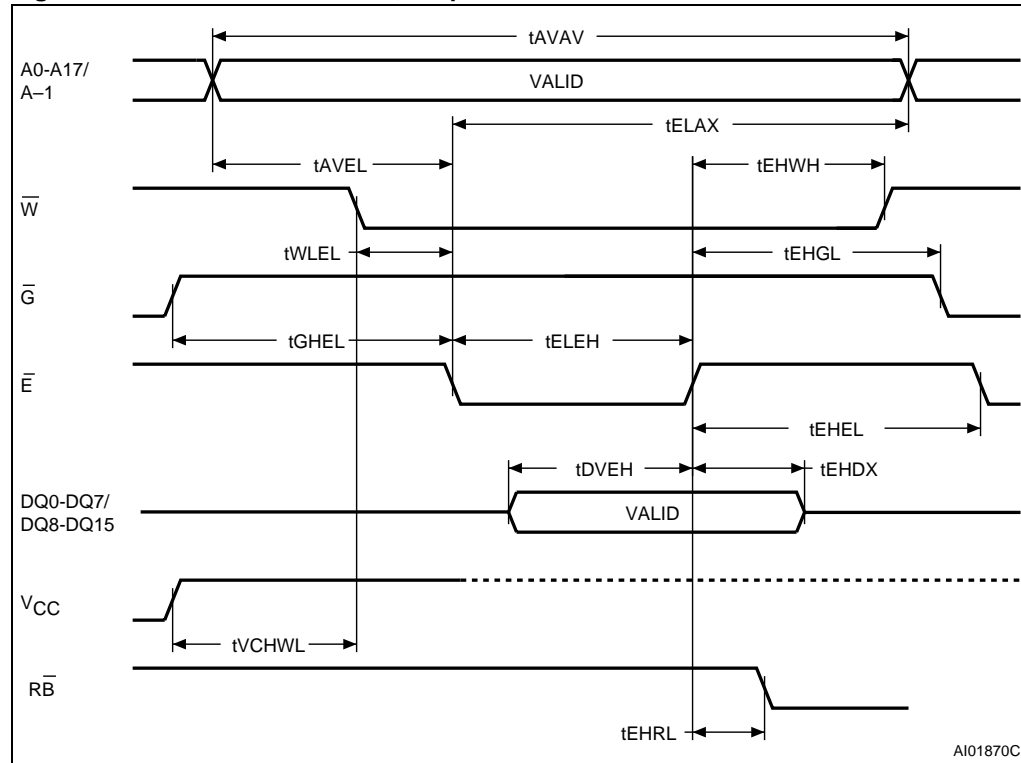 tAVAV
A0-A17/
A–1
VALID
tELAX
tAVEL
tEHWH
W̅
tWLEL
tEHGL
G̅
tGHEL
tELEH
E̅
tEHEL
tDVEH
tEHDX
DQ0-DQ7/
DQ8-DQ15
VALID
VCC
tVCHWL
RB̅
tEHRL
AI01870C